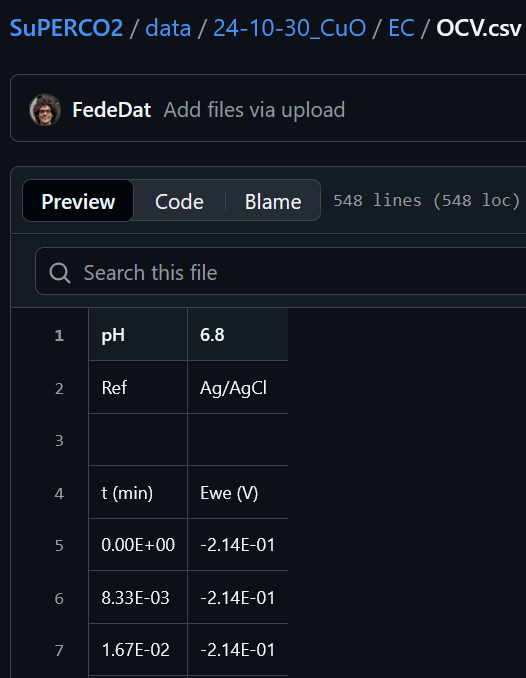 SuPERCO2 / data / 24-10-30_CuO / EC / OCV.csv
FedeDat Add files via upload
Preview Code Blame 548 lines (548 loc)
Search this file
1 pH 6.8
2 Ref Ag/AgCl
3
4 t (min) Ewe (V)
5 0.00E+00 -2.14E-01
6 8.33E-03 -2.14E-01
7 1.67E-02 -2.14E-01